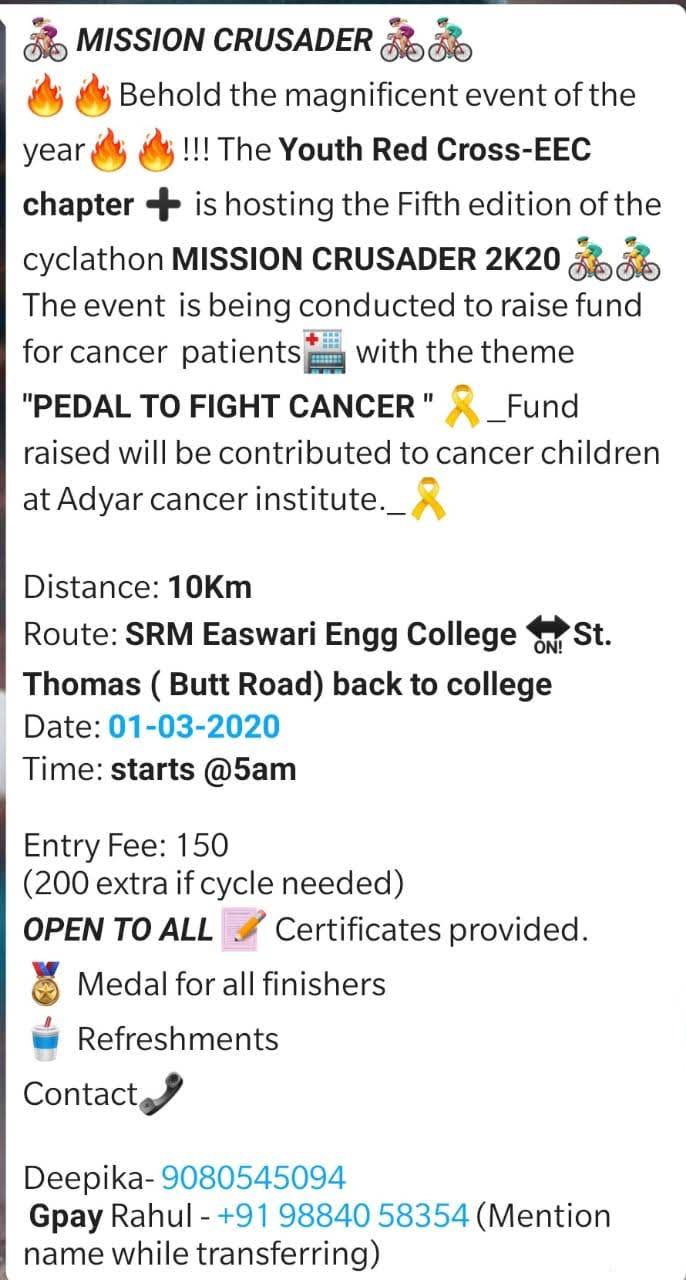 MISSION CRUSADER
Behold the magnificent event of the
year !!! The Youth Red Cross-EEC
chapter ➕ is hosting the Fifth edition of the
cyclathon MISSION CRUSADER 2K20
The event is being conducted to raise fund
for cancer patients with the theme
"PEDAL TO FIGHT CANCER " _Fund
raised will be contributed to cancer children
at Adyar cancer institute._
Distance: 10Km
Route: SRM Easwari Engg College ON! St.
Thomas ( Butt Road) back to college
Date: 01-03-2020
Time: starts @5am
Entry Fee: 150
(200 extra if cycle needed)
OPEN TO ALL Certificates provided.
Medal for all finishers
Refreshments
Contact
Deepika- 9080545094
Gpay Rahul - +91 98840 58354 (Mention
name while transferring)